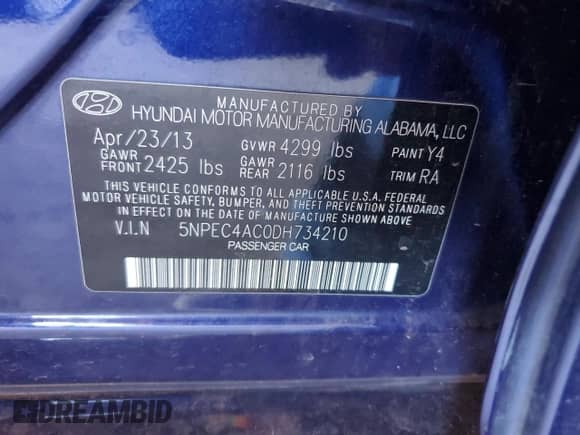 MANUFACTURED BY
HYUNDAI MOTOR MANUFACTURING ALABAMA, LLC
Apr/23/13 GVWR 4299 lbs PAINT Y4
GAWR FRONT 2425 lbs GAWR REAR 2116 lbs TRIM RA
THIS VEHICLE CONFORMS TO ALL APPLICABLE U.S.A. FEDERAL
MOTOR VEHICLE SAFETY, BUMPER, AND THEFT PREVENTION
STANDARDS IN EFFECT ON THE DATE OF MANUFACTURE SHOWN ABOVE
V.I.N 5NPEC4AC0DH734210
PASSENGER CAR
DREAMBID